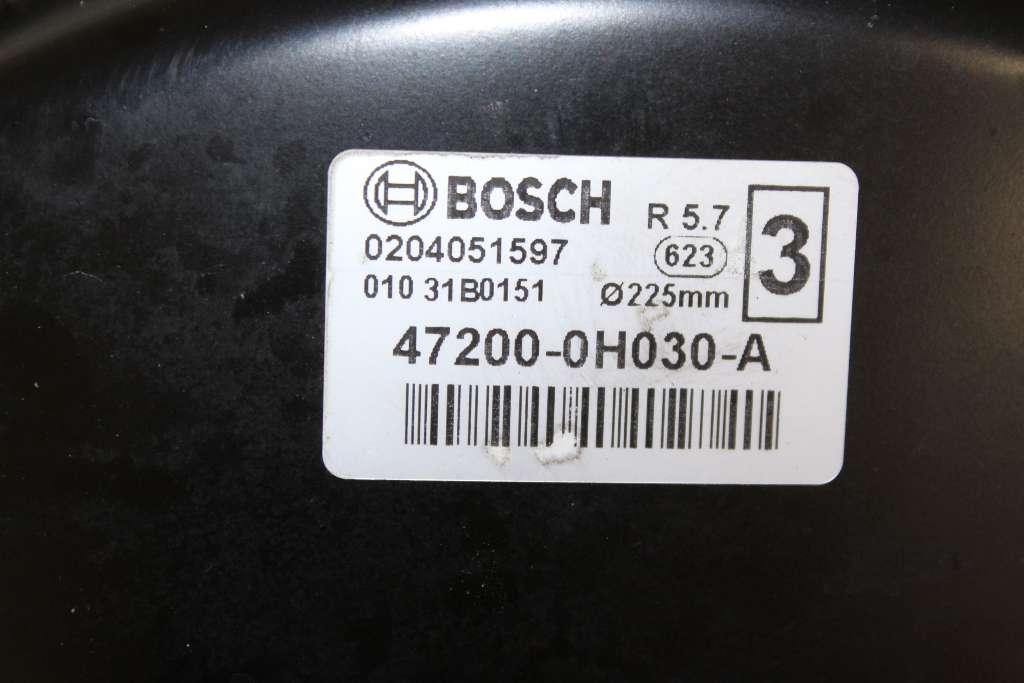 BOSCH
R 5.7
3
0204051597
623
010 31B0151
Ø225mm
47200-0H030-A